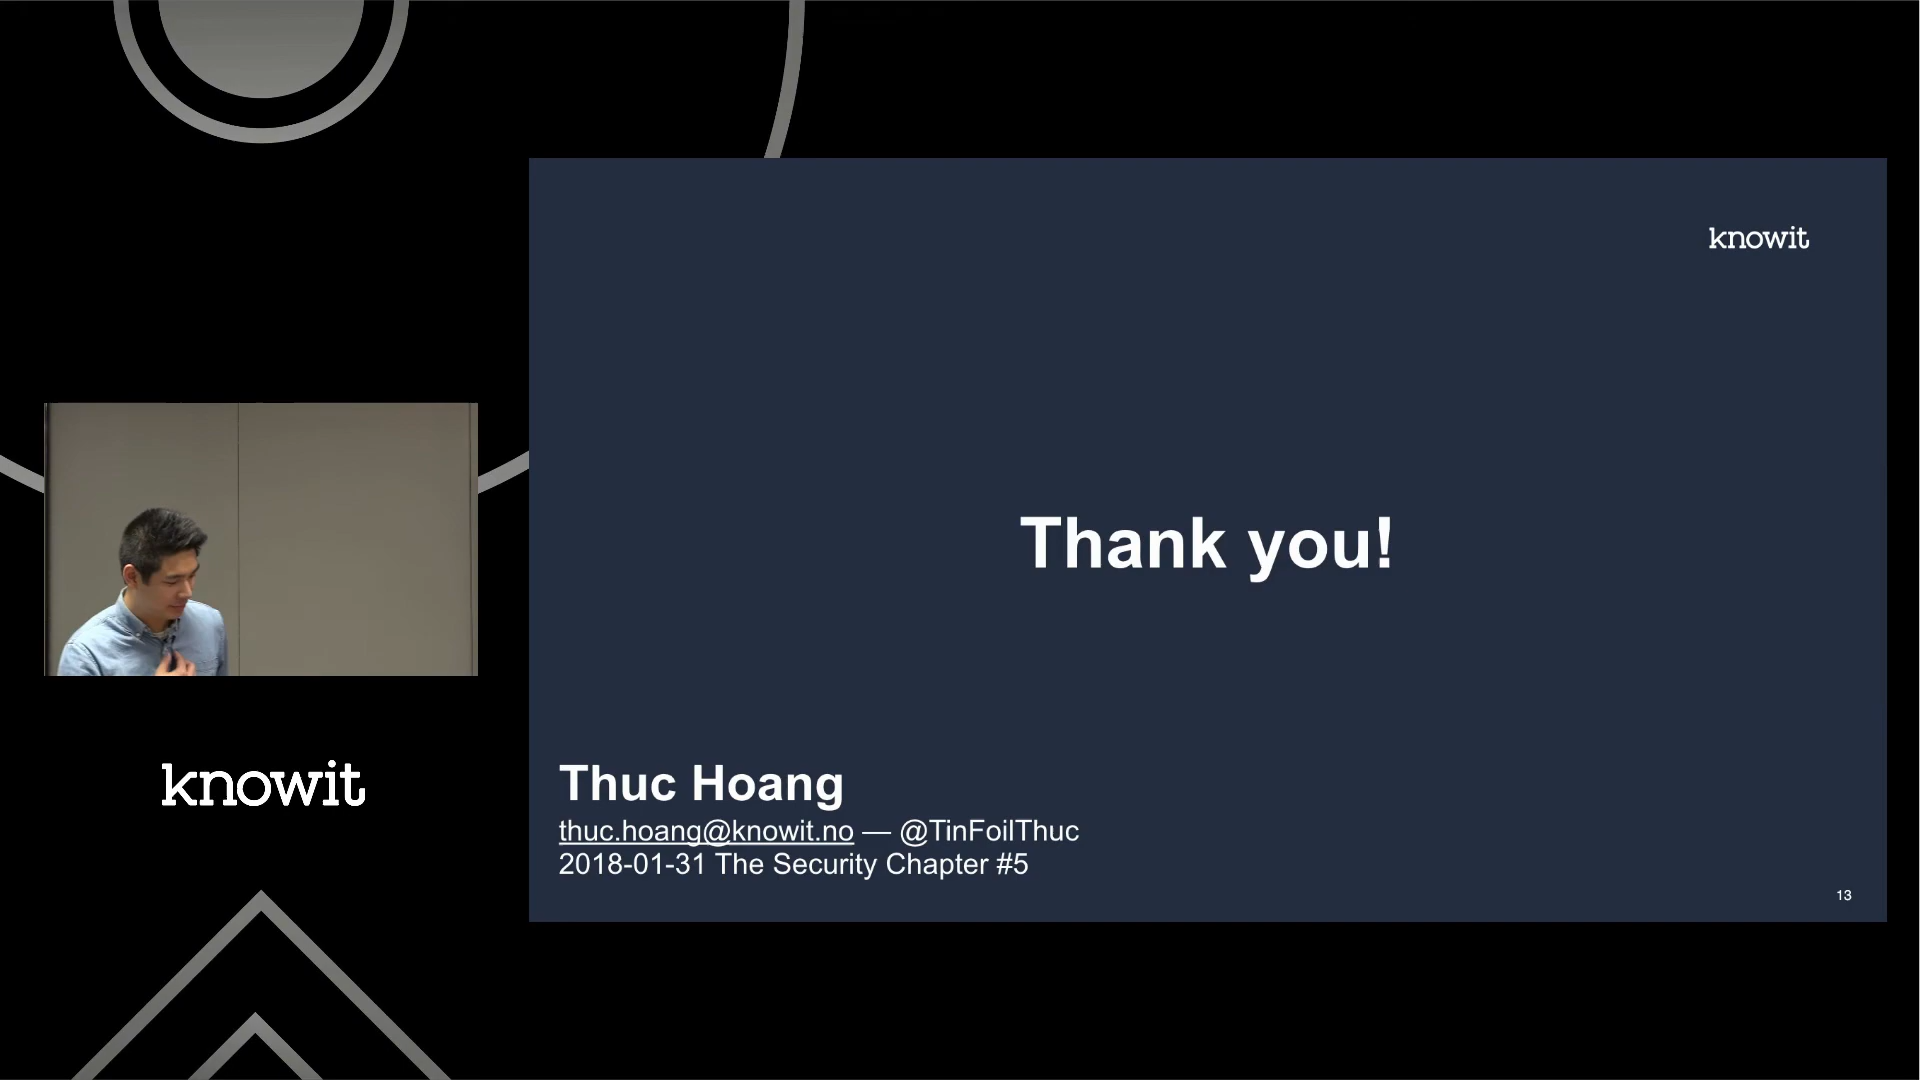 knowit
Thank you!
knowit
Thuc Hoang
thuc.hoang@knowit.no — @TinFoilThuc
2018-01-31 The Security Chapter #5
13